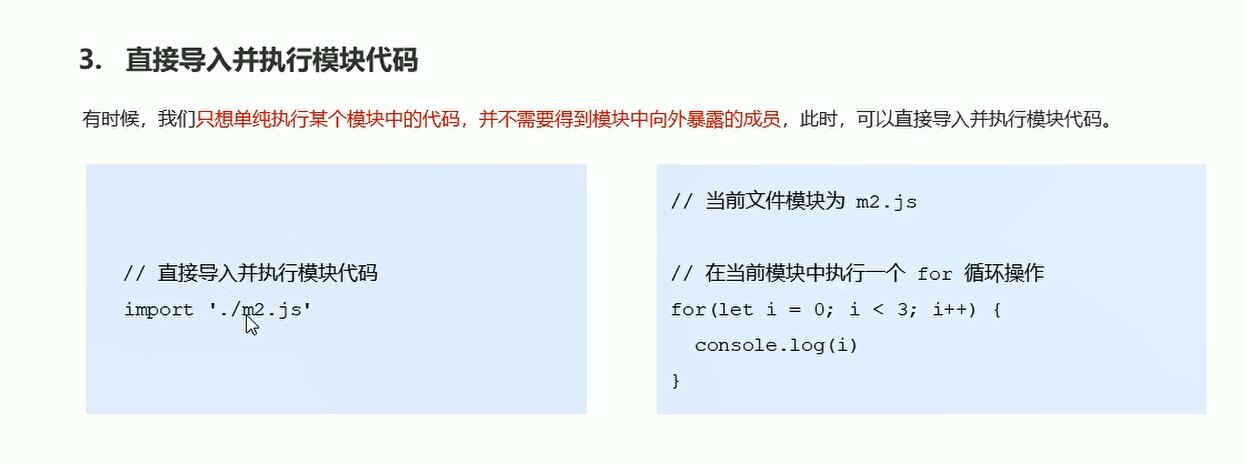 3. 直接导入并执行模块代码
有时候，我们只想单纯执行某个模块中的代码，并不需要得到模块中向外暴露的成员，此时，可以直接导入并执行模块代码。
// 直接导入并执行模块代码
import './m2.js'
// 当前文件模块为 m2.js
// 在当前模块中执行一个 for 循环操作
for(let i = 0; i < 3; i++) {
  console.log(i)
}